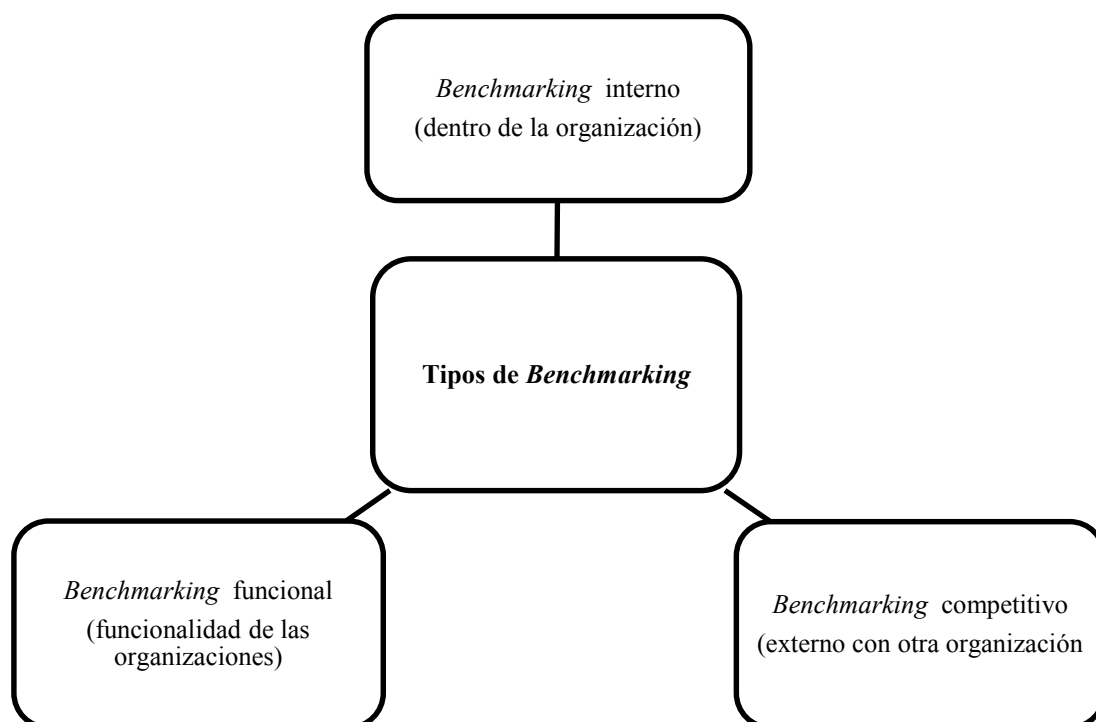 Benchmarking interno
(dentro de la organización)
Tipos de Benchmarking
Benchmarking funcional
(funcionalidad de las
organizaciones)
Benchmarking competitivo
(externo con otra organización